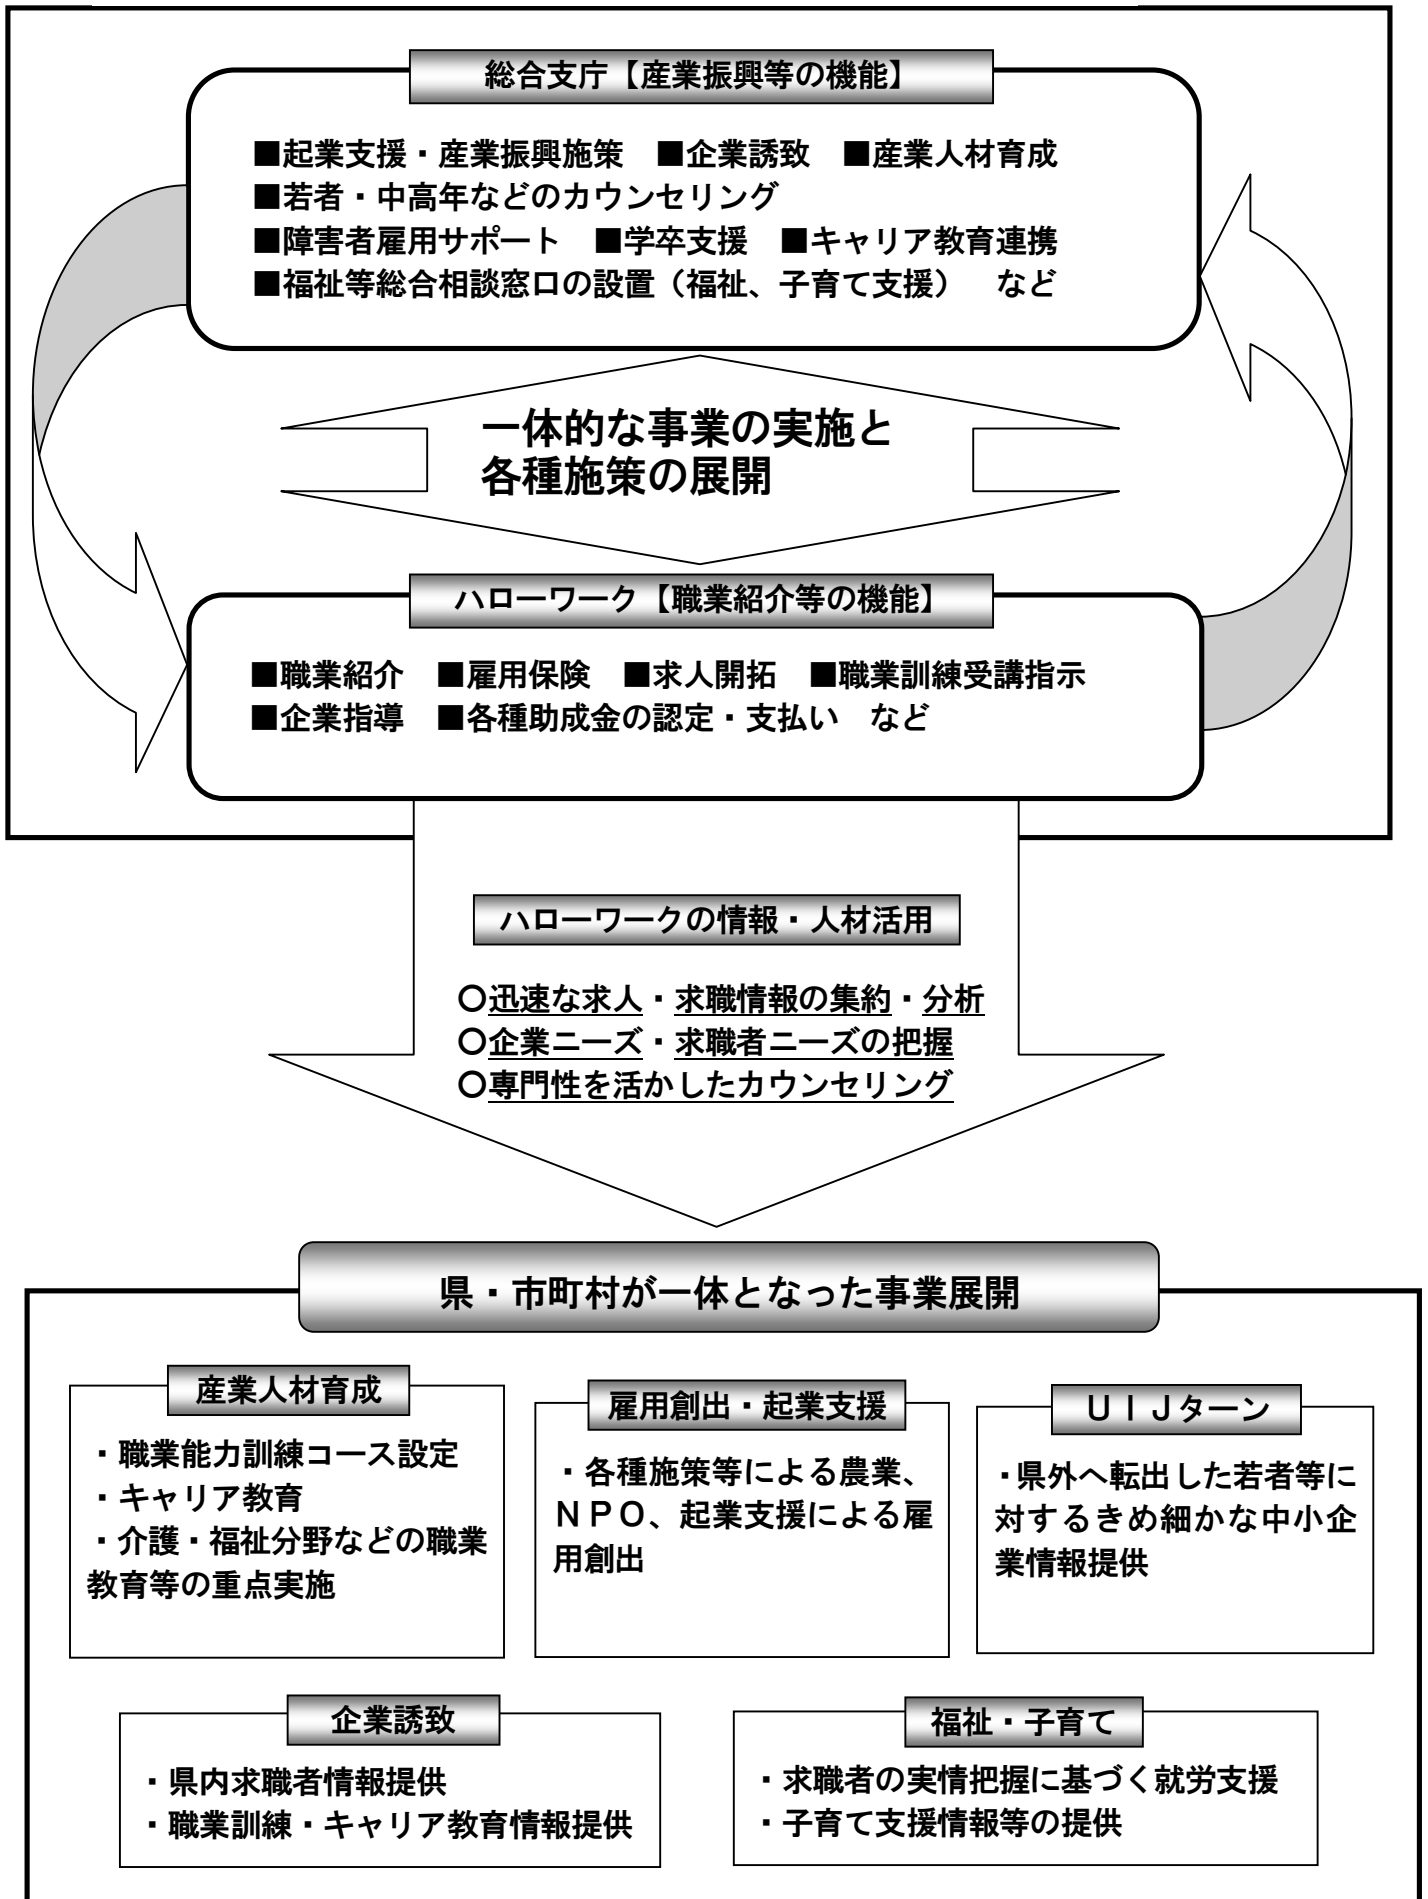 総合支庁【産業振興等の機能】
■起業支援・産業振興施策　■企業誘致　■産業人材育成
■若者・中高年などのカウンセリング
■障害者雇用サポート　■学卒支援　■キャリア教育連携
■福祉等総合相談窓口の設置（福祉、子育て支援）　など
一体的な事業の実施と
各種施策の展開
ハローワーク【職業紹介等の機能】
■職業紹介　■雇用保険　■求人開拓　■職業訓練受講指示
■企業指導　■各種助成金の認定・支払い　など
ハローワークの情報・人材活用
○迅速な求人・求職情報の集約・分析
○企業ニーズ・求職者ニーズの把握
○専門性を活かしたカウンセリング
県・市町村が一体となった事業展開
産業人材育成
・職業能力訓練コース設定
・キャリア教育
・介護・福祉分野などの職業
教育等の重点実施
雇用創出・起業支援
・各種施策等による農業、
ＮＰＯ、起業支援による雇
用創出
ＵＩＪターン
・県外へ転出した若者等に
対するきめ細かな中小企
業情報提供
企業誘致
・県内求職者情報提供
・職業訓練・キャリア教育情報提供
福祉・子育て
・求職者の実情把握に基づく就労支援
・子育て支援情報等の提供